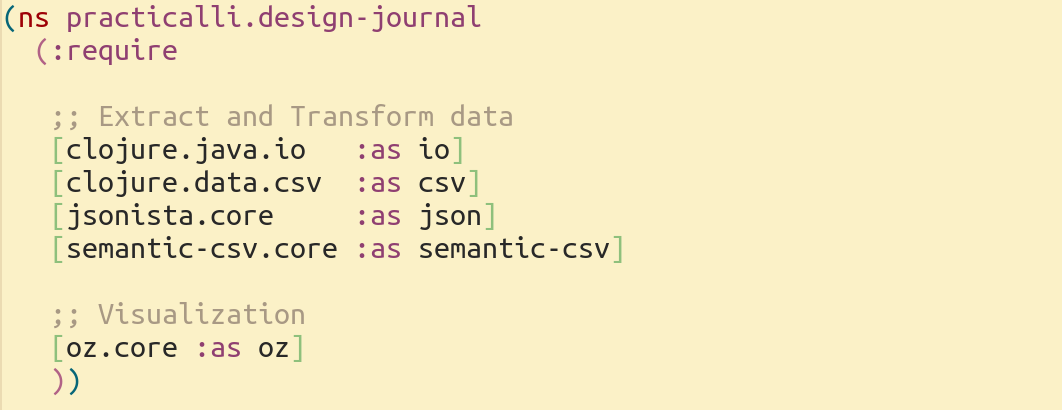 (ns practicalli.design-journal
  (:require

   ;; Extract and Transform data
   [clojure.java.io   :as io]
   [clojure.data.csv  :as csv]
   [jsonista.core     :as json]
   [semantic-csv.core :as semantic-csv]

   ;; Visualization
   [oz.core :as oz]
   ))